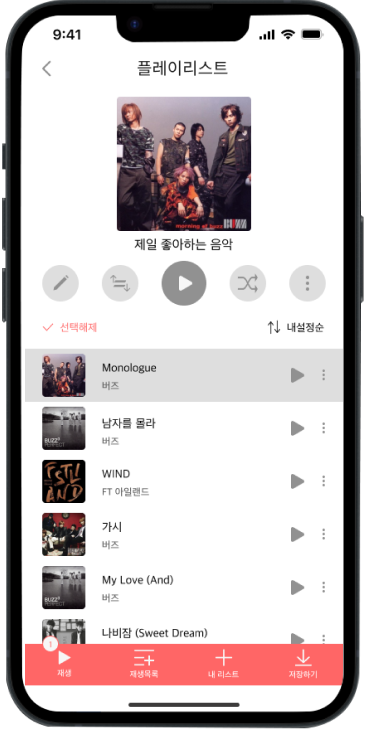 9:41
플레이리스트
morning of buzz
제일 좋아하는 음악
선택해제
내설정순
Monologue
버즈
남자를 몰라
버즈
WIND
FT 아일랜드
가시
버즈
My Love (And)
버즈
나비잠 (Sweet Dream)
1
재생
재생목록
내 리스트
저장하기